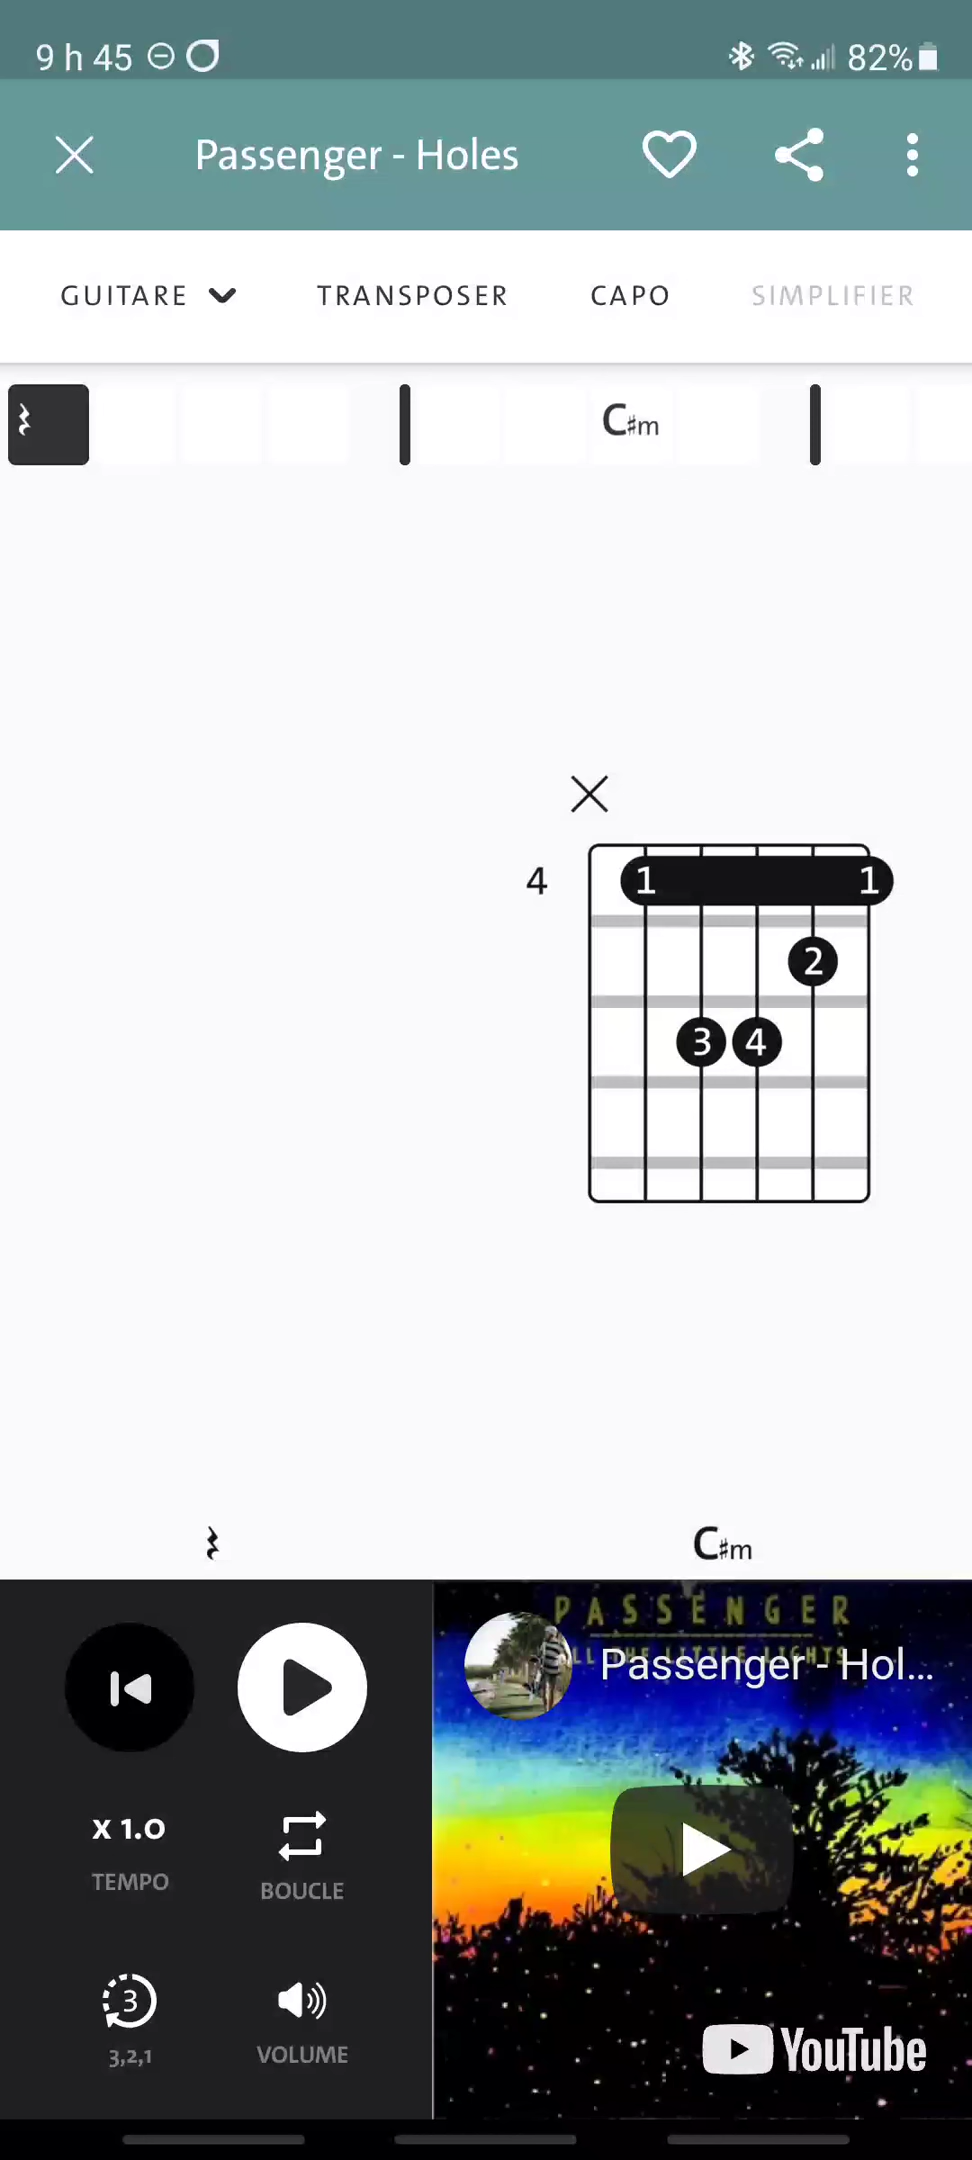 9 h 45
82%
Passenger - Holes
GUITARE TRANSPOSER CAPO SIMPLIFIER
C#m
4 1 1
2
3 4
C#m
PASSENGER
Passenger - Hol...
x 1.0
TEMPO
BOUCLE
3
3,2,1
VOLUME
YouTube